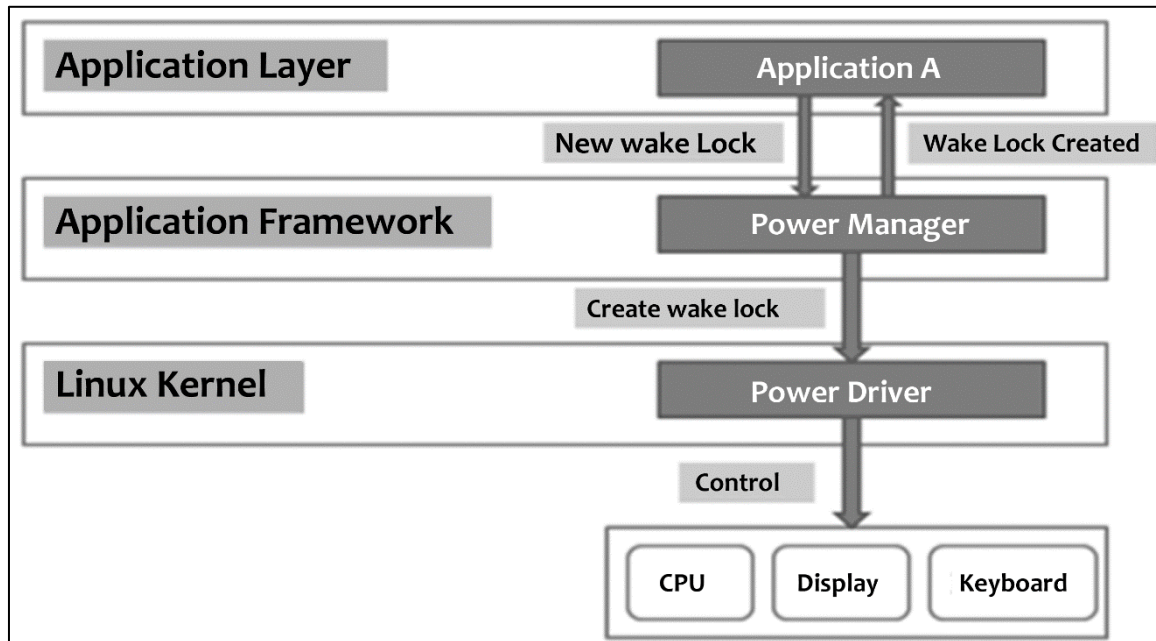 Application Layer
Application A
New wake Lock
Wake Lock Created
Application Framework
Power Manager
Create wake lock
Linux Kernel
Power Driver
Control
CPU
Display
Keyboard